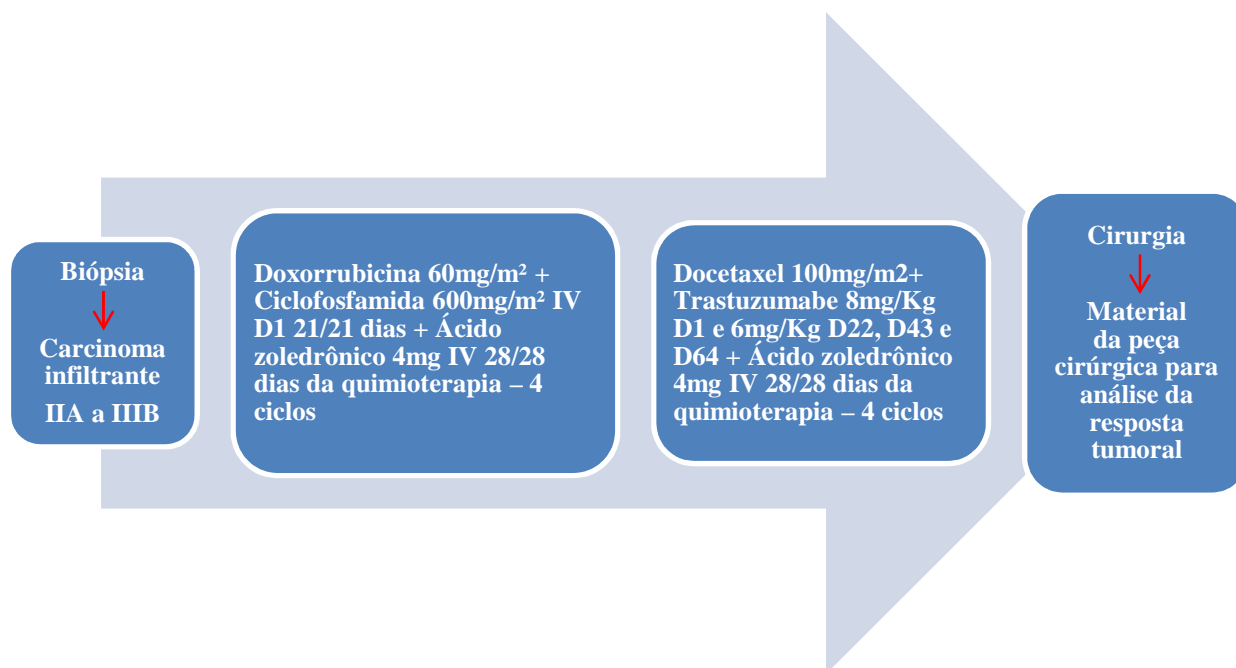 Biópsia
Carcinoma
infiltrante
IIA a IIIB
Doxorrubicina 60mg/m² +
Ciclofosfamida 600mg/m² IV
D1 21/21 dias + Ácido
zoledrônico 4mg IV 28/28
dias da quimioterapia – 4
ciclos
Docetaxel 100mg/m2+
Trastuzumabe 8mg/Kg
D1 e 6mg/Kg D22, D43 e
D64 + Ácido zoledrônico
4mg IV 28/28 dias da
quimioterapia – 4 ciclos
Cirurgia
Material
da peça
cirúrgica para
análise da
resposta
tumoral